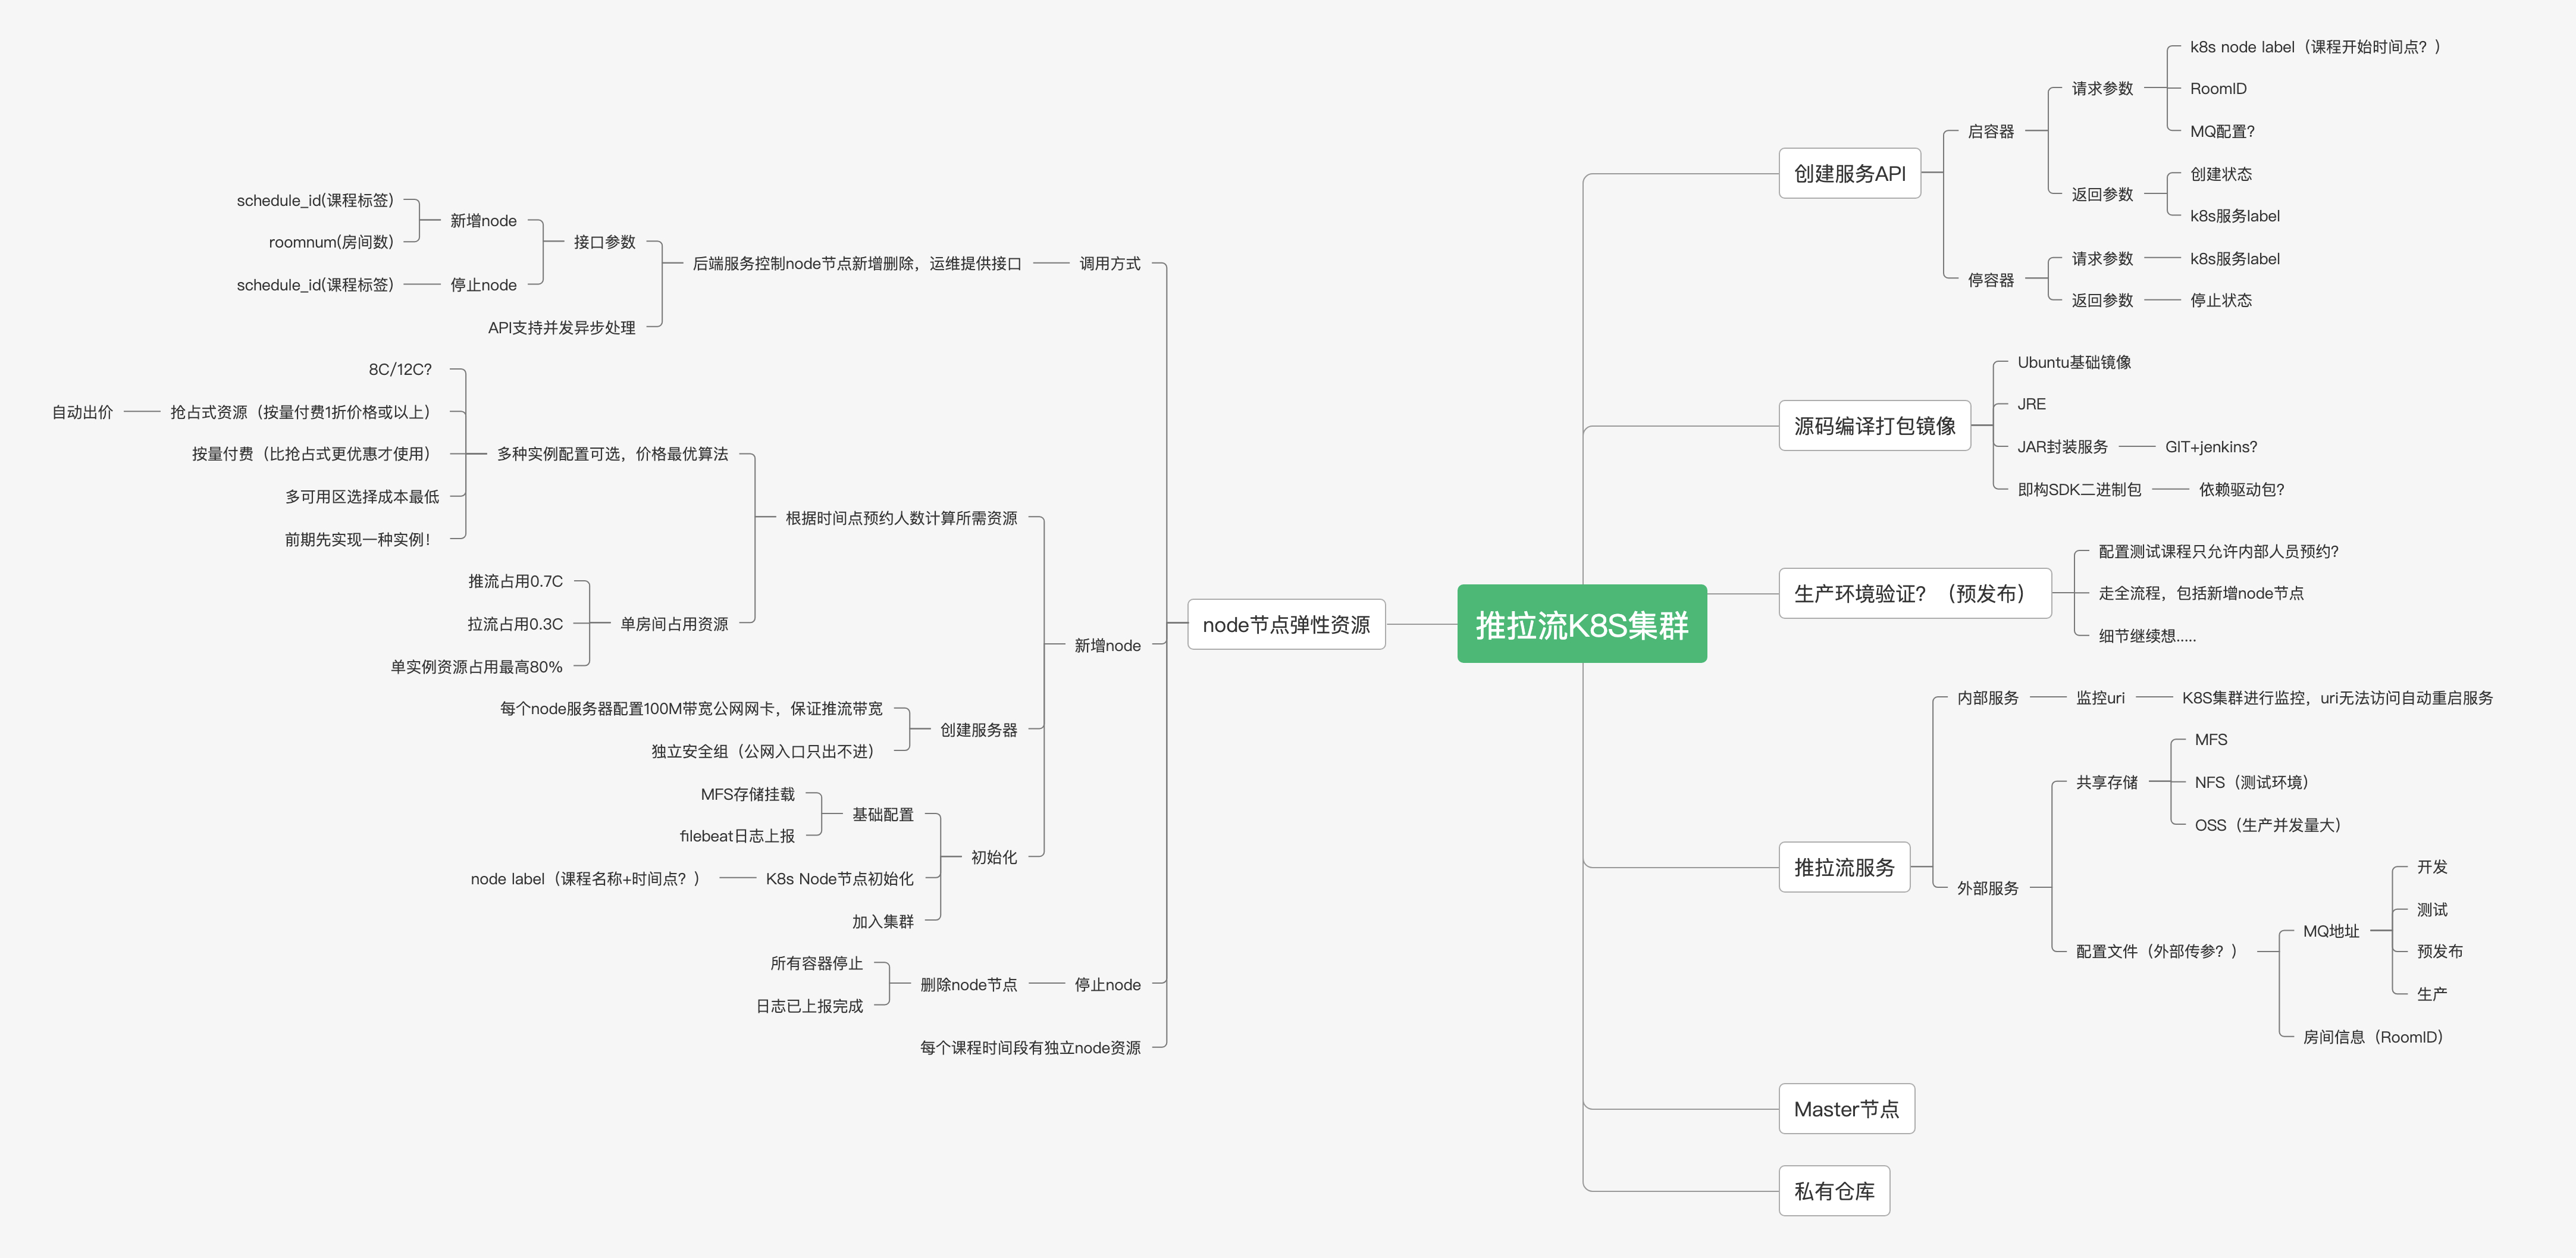 推拉流K8S集群
创建服务API
启容器
请求参数
k8s node label（课程开始时间点？）
RoomID
MQ配置?
返回参数
创建状态
k8s服务label
停容器
请求参数
k8s服务label
返回参数
停止状态
源码编译打包镜像
Ubuntu基础镜像
JRE
JAR封装服务
GIT+jenkins?
即构SDK二进制包
依赖驱动包?
生产环境验证？（预发布）
配置测试课程只允许内部人员预约?
走全流程，包括新增node节点
细节继续想.....
推拉流服务
内部服务
监控uri
K8S集群进行监控，uri无法访问自动重启服务
外部服务
共享存储
MFS
NFS（测试环境）
OSS（生产并发量大）
配置文件（外部传参？）
MQ地址
开发
测试
预发布
生产
房间信息（RoomID）
Master节点
私有仓库
node节点弹性资源
调用方式
后端服务控制node节点新增删除，运维提供接口
接口参数
新增node
schedule_id(课程标签)
roomnum(房间数)
停止node
schedule_id(课程标签)
API支持并发异步处理
新增node
根据时间点预约人数计算所需资源
多种实例配置可选，价格最优算法
8C/12C?
抢占式资源（按量付费1折价格或以上）
自动出价
按量付费（比抢占式更优惠才使用）
多可用区选择成本最低
前期先实现一种实例！
单房间占用资源
推流占用0.7C
拉流占用0.3C
单实例资源占用最高80%
创建服务器
每个node服务器配置100M带宽公网网卡，保证推流带宽
独立安全组（公网入口只出不进）
初始化
基础配置
MFS存储挂载
filebeat日志上报
K8s Node节点初始化
node label（课程名称+时间点？）
加入集群
停止node
删除node节点
所有容器停止
日志已上报完成
每个课程时间段有独立node资源